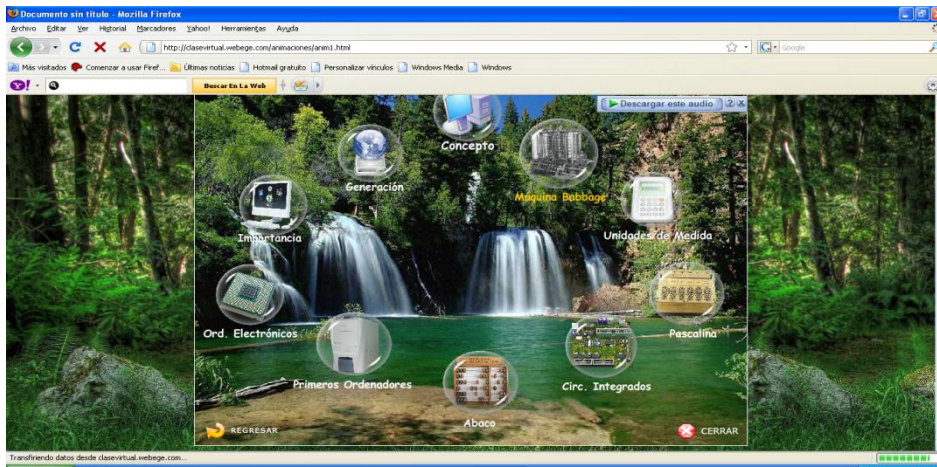 Documento sin título - Mozilla Firefox
Archivo Editar Ver Historial Marcadores Yahoo! Herramientas Ayuda
http://clasevirtual.webege.com/animaciones/anim1.html
Google
Más visitados Comenzar a usar Firef... Últimas noticias Hotmail gratuito Personalizar vínculos Windows Media Windows
Y! Buscar En La Web
Descargar este audio ? X
Concepto
Generación
Máquina Babbage
Importancia
Unidades de Medida
Ord. Electrónicos
Pascalina
Primeros Ordenadores
Circ. Integrados
Abaco
REGRESAR
CERRAR
Transfiriendo datos desde clasevirtual.webege.com...